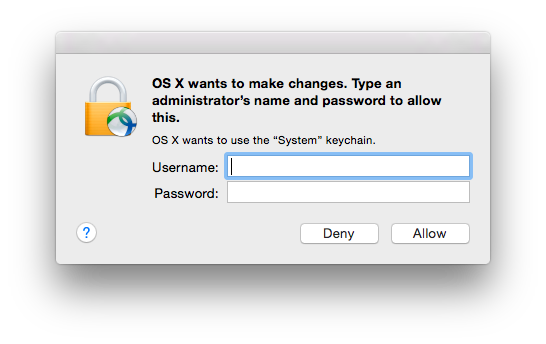 OS X wants to make changes. Type an
administrator's name and password to allow
this.
OS X wants to use the “System” keychain.
Username:
Password:
?
Deny
Allow